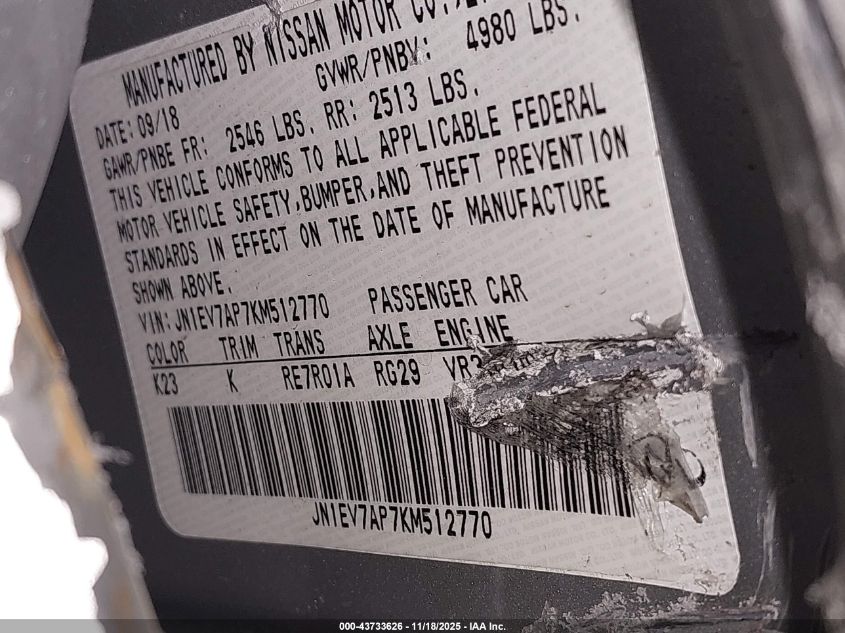 MANUFACTURED BY NISSAN MOTOR CO.,
GVWR/PNBV: 4980 LBS.
DATE: 09/18
GAWR/PNBE FR: 2546 LBS. RR: 2513 LBS.
THIS VEHICLE CONFORMS TO ALL APPLICABLE FEDERAL
MOTOR VEHICLE SAFETY,BUMPER,AND THEFT PREVENTION
STANDARDS IN EFFECT ON THE DATE OF MANUFACTURE
SHOWN ABOVE.
VIN: JN1EV7AP7KM512770 PASSENGER CAR
COLOR TRIM TRANS AXLE ENGINE
K23 K RE7R01A RG29
JN1EV7AP7KM512770
000-43733626 - 11/18/2025 - IAA Inc.